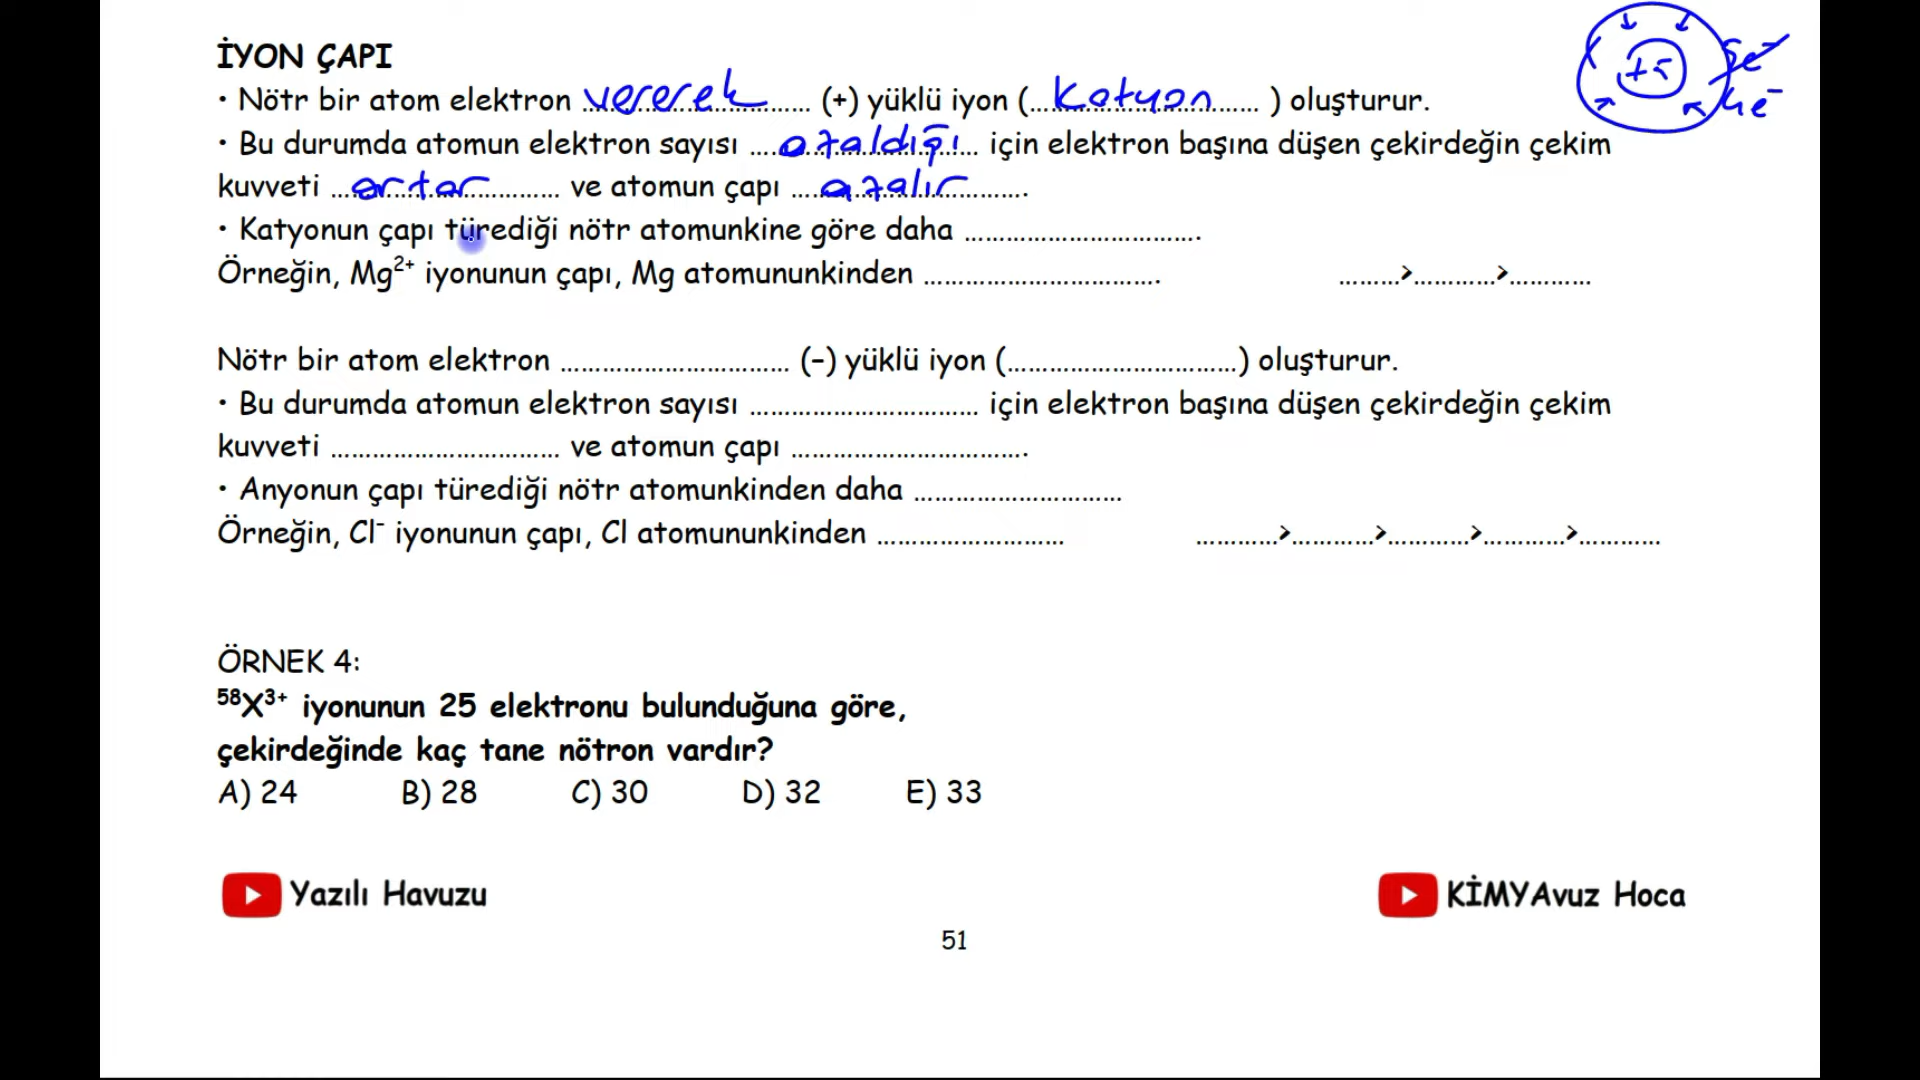 İYON ÇAPI
• Nötr bir atom elektron vererek (+) yüklü iyon (Katyon) oluşturur.
• Bu durumda atomun elektron sayısı azaldığı için elektron başına düşen çekirdeğin çekim
kuvveti artar ve atomun çapı azalır.
• Katyonun çapı türediği nötr atomunkine göre daha ..............................
Örneğin, Mg²⁺ iyonunun çapı, Mg atomununkinden .............................. .........>............>............
Nötr bir atom elektron .............................. (–) yüklü iyon (..............................) oluşturur.
• Bu durumda atomun elektron sayısı .............................. için elektron başına düşen çekirdeğin çekim
kuvveti .............................. ve atomun çapı ..............................
• Anyonun çapı türediği nötr atomunkinden daha ..............................
Örneğin, Cl⁻ iyonunun çapı, Cl atomununkinden ........................ ............>............>............>............>............
+5
5e⁻
4e⁻
ÖRNEK 4:
⁵⁸X³⁺ iyonunun 25 elektronu bulunduğuna göre,
çekirdeğinde kaç tane nötron vardır?
A) 24 B) 28 C) 30 D) 32 E) 33
Yazılı Havuzu
KİMYAvuz Hoca
51